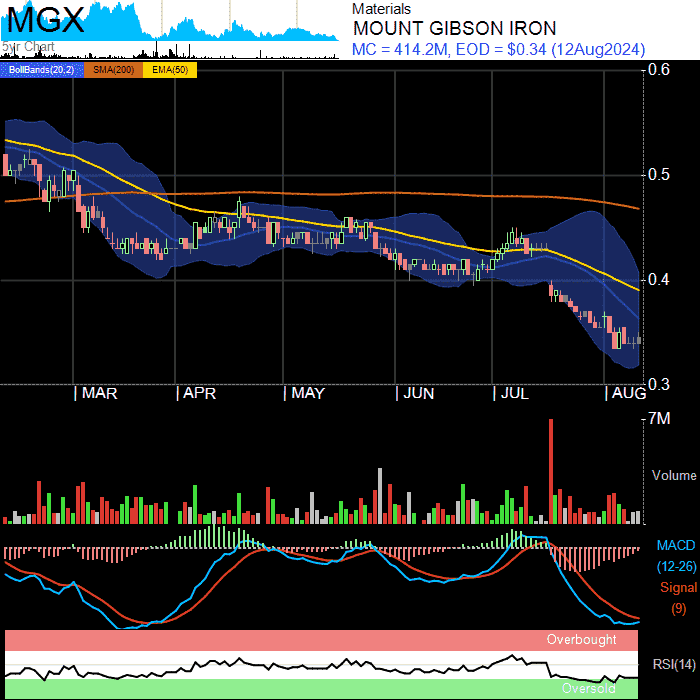 MGX
5yr Chart
Materials
MOUNT GIBSON IRON
MC = 414.2M, EOD = $0.34 (12Aug2024)
BollBands(20,2) SMA(200) EMA(50)
0.6
0.5
0.4
0.3
MAR APR MAY JUN JUL AUG
7M
Volume
MACD
(12-26)
Signal
(9)
Overbought
RSI(14)
Oversold